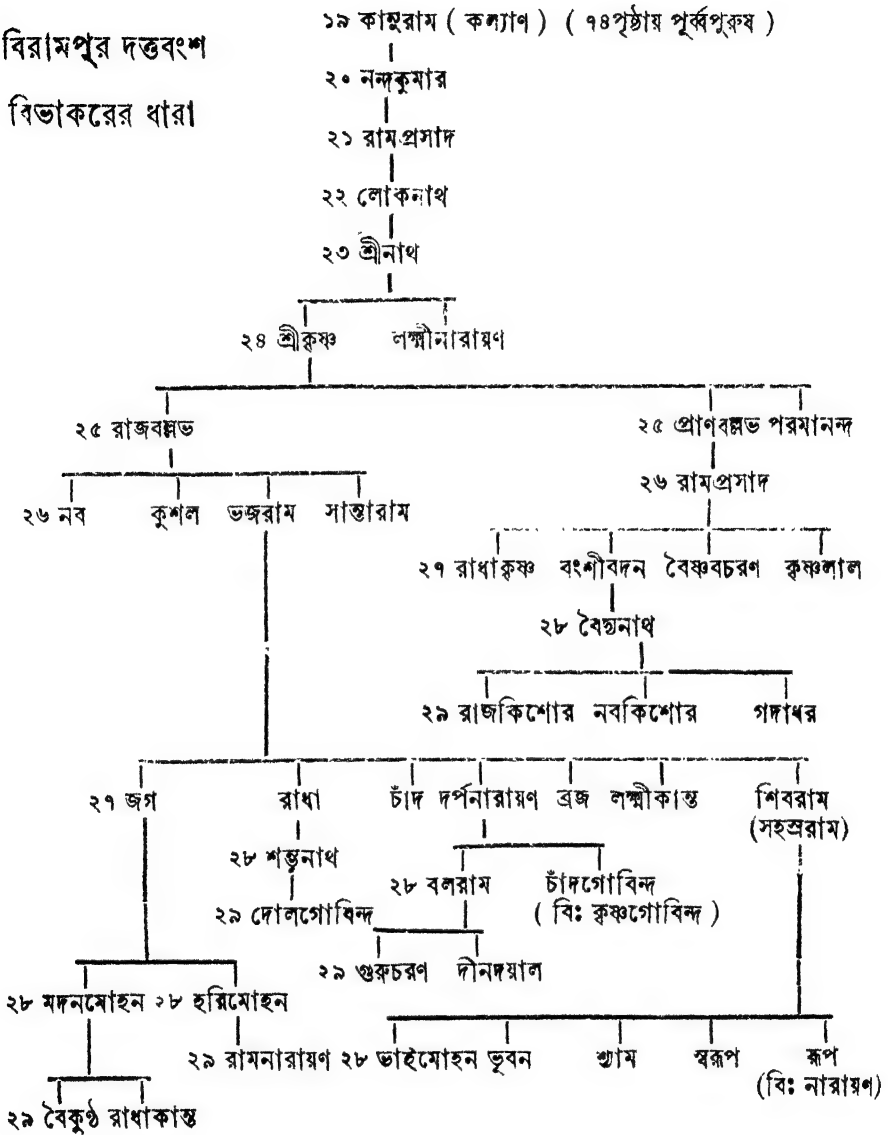 বিরামপুর দত্তবংশ
বিভাকরের ধারা
১৯ কানুরাম ( কল্যাণ ) ( ৭৪পৃষ্ঠায় পূর্ব্বপুরুষ )
২০ নন্দকুমার
২১ রামপ্রসাদ
২২ লোকনাথ
২৩ শ্রীনাথ
২৪ শ্রীকৃষ্ণ লক্ষ্মীনারায়ণ
২৫ রাজবল্লভ ২৫ প্রাণবল্লভ পরমানন্দ
২৬ রামপ্রসাদ
২৬ নব কুশল ভজরাম সান্তারাম
২৭ রাধাকৃষ্ণ বংশীবদন বৈষ্ণবচরণ কৃষ্ণলাল
২৮ বৈদ্যনাথ
২৯ রাজকিশোর নবকিশোর গদাধর
২৭ জগ রাধা চাঁদ দর্পনারায়ণ ব্রজ লক্ষ্মীকান্ত শিবরাম
(সহস্ররাম)
২৮ শম্ভুনাথ
২৮ বলরাম চাঁদগোবিন্দ
২৯ দোলগোবিন্দ ( বিঃ কৃষ্ণগোবিন্দ )
২৯ গুরুচরণ দীনদয়াল
২৮ মদনমোহন ২৮ হরিমোহন
২৯ রামনারায়ণ ২৮ ভাইমোহন ভুবন শ্যাম স্বরূপ রূপ
(বিঃ নারায়ণ)
২৯ বৈকুণ্ঠ রাধাকান্ত